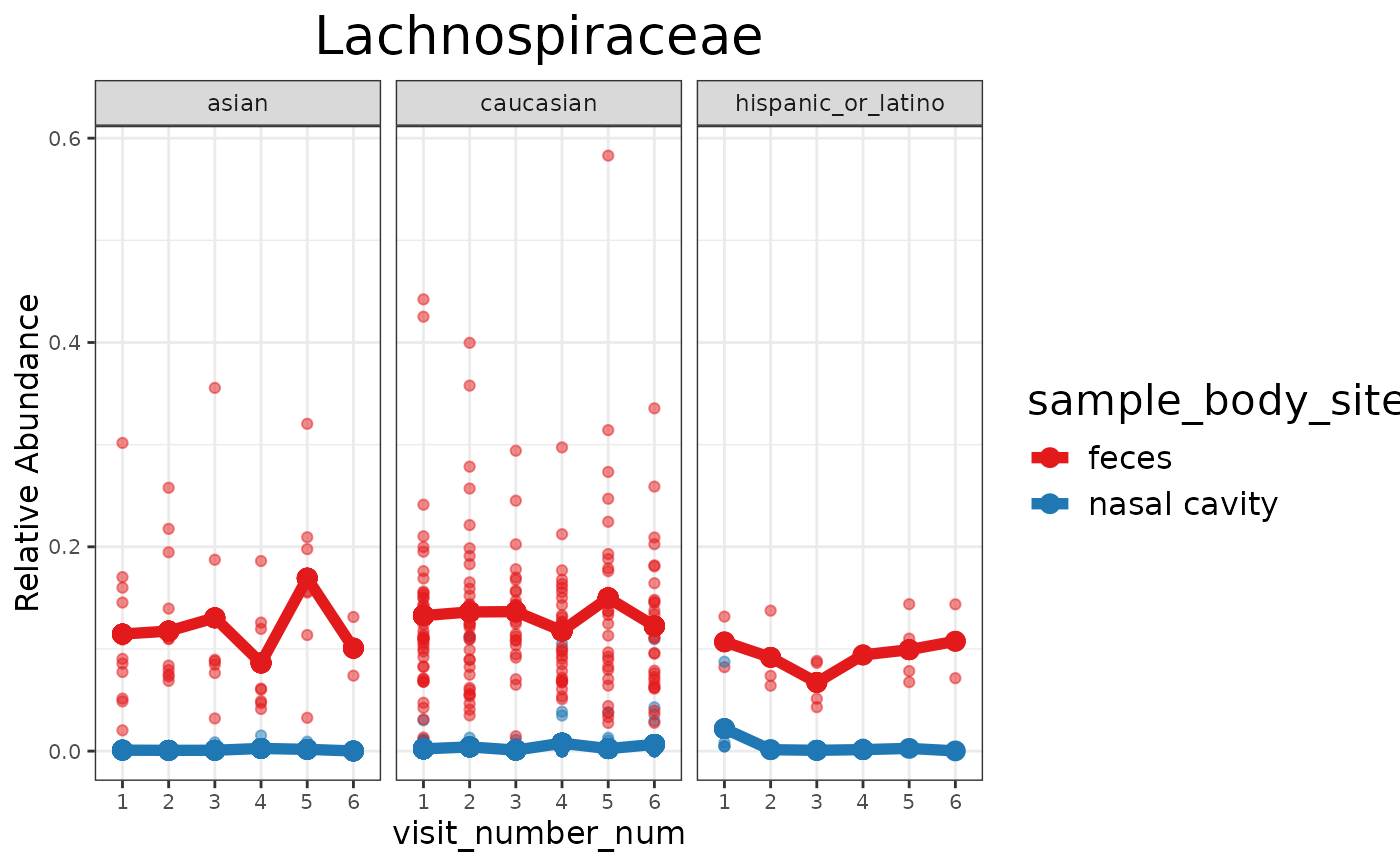 Lachnospiraceae
asian caucasian hispanic_or_latino
Relative Abundance
0.6
0.4
0.2
0.0
1 2 3 4 5 6 1 2 3 4 5 6 1 2 3 4 5 6
visit_number_num
sample_body_site
feces
nasal cavity